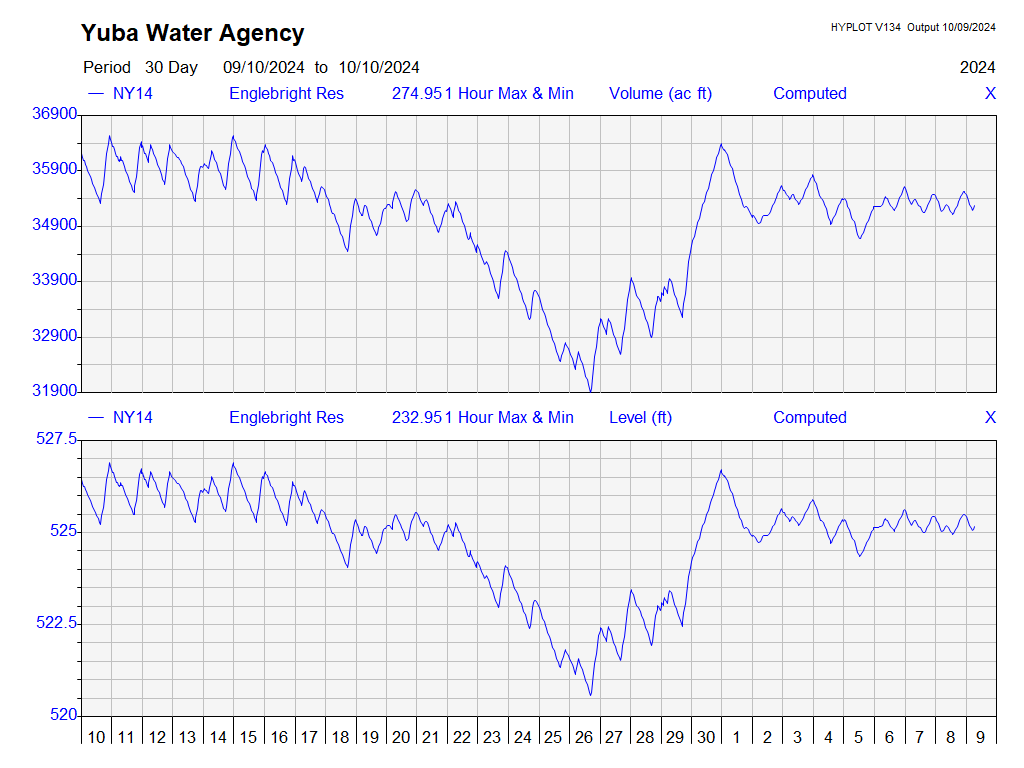 Yuba Water Agency
HYPLOT V134 Output 10/09/2024
Period 30 Day 09/10/2024 to 10/10/2024
2024
NY14 Englebright Res 274.951 Hour Max & Min Volume (ac ft) Computed X
36900
35900
34900
33900
32900
31900
NY14 Englebright Res 232.951 Hour Max & Min Level (ft) Computed X
527.5
525
522.5
520
10 11 12 13 14 15 16 17 18 19 20 21 22 23 24 25 26 27 28 29 30 1 2 3 4 5 6 7 8 9